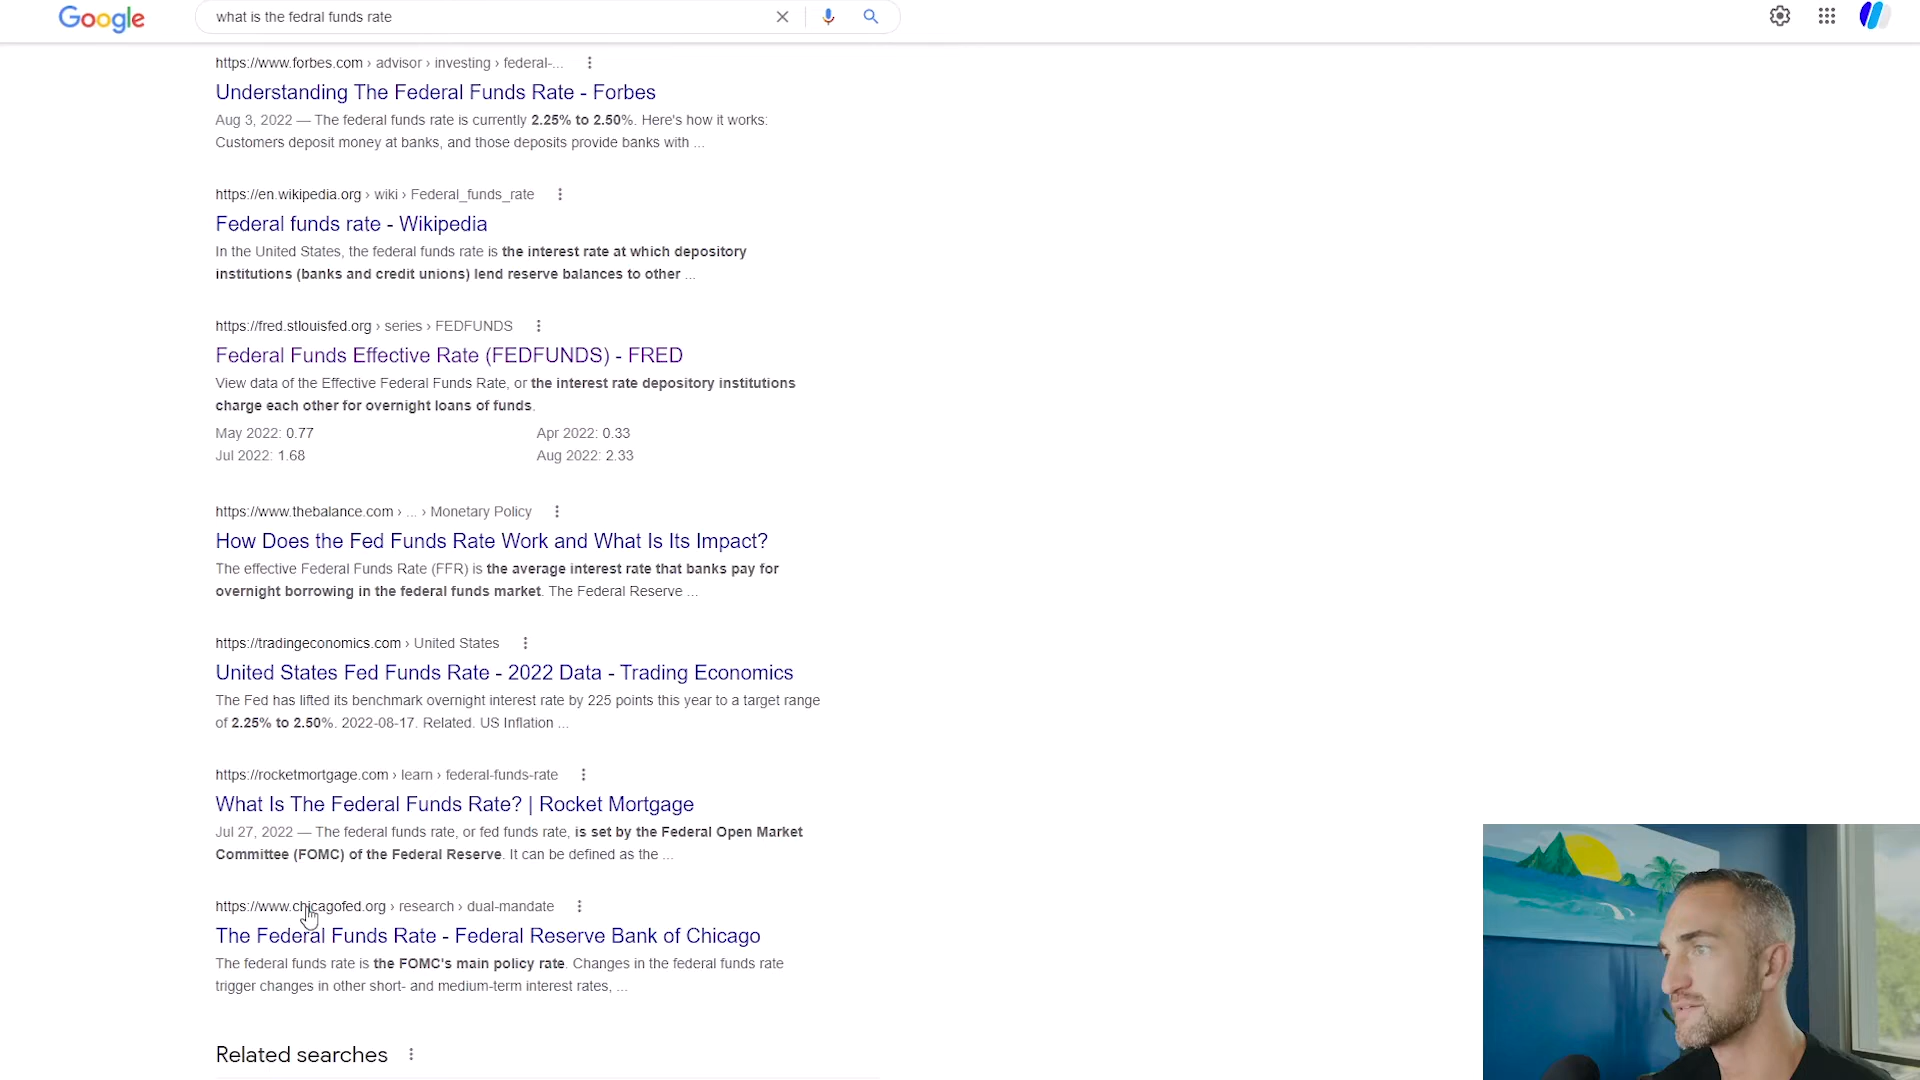 Google
what is the fedral funds rate
https://www.forbes.com › advisor › investing › federal-...
Understanding The Federal Funds Rate - Forbes
Aug 3, 2022 — The federal funds rate is currently 2.25% to 2.50%. Here's how it works:
Customers deposit money at banks, and those deposits provide banks with ...
https://en.wikipedia.org › wiki › Federal_funds_rate
Federal funds rate - Wikipedia
In the United States, the federal funds rate is the interest rate at which depository
institutions (banks and credit unions) lend reserve balances to other ...
https://fred.stlouisfed.org › series › FEDFUNDS
Federal Funds Effective Rate (FEDFUNDS) - FRED
View data of the Effective Federal Funds Rate, or the interest rate depository institutions
charge each other for overnight loans of funds.
May 2022: 0.77 Apr 2022: 0.33
Jul 2022: 1.68 Aug 2022: 2.33
https://www.thebalance.com › ... › Monetary Policy
How Does the Fed Funds Rate Work and What Is Its Impact?
The effective Federal Funds Rate (FFR) is the average interest rate that banks pay for
overnight borrowing in the federal funds market. The Federal Reserve ...
https://tradingeconomics.com › United States
United States Fed Funds Rate - 2022 Data - Trading Economics
The Fed has lifted its benchmark overnight interest rate by 225 points this year to a target range
of 2.25% to 2.50%. 2022-08-17. Related. US Inflation ...
https://rocketmortgage.com › learn › federal-funds-rate
What Is The Federal Funds Rate? | Rocket Mortgage
Jul 27, 2022 — The federal funds rate, or fed funds rate, is set by the Federal Open Market
Committee (FOMC) of the Federal Reserve. It can be defined as the ...
https://www.chicagofed.org › research › dual-mandate
The Federal Funds Rate - Federal Reserve Bank of Chicago
The federal funds rate is the FOMC's main policy rate. Changes in the federal funds rate
trigger changes in other short- and medium-term interest rates, ...
Related searches